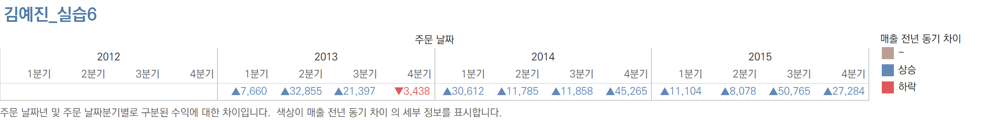 김예진_실습6
주문 날짜
매출 전년 동기 차이
2012 2013 2014 2015
–
1분기 2분기 3분기 4분기 1분기 2분기 3분기 4분기 1분기 2분기 3분기 4분기 1분기 2분기 3분기 4분기
상승
▲7,660 ▲32,855 ▲21,397 ▼3,438 ▲30,612 ▲11,785 ▲11,858 ▲45,265 ▲11,104 ▲8,078 ▲50,765 ▲27,284
하락
주문 날짜년 및 주문 날짜분기별로 구분된 수익에 대한 차이입니다. 색상이 매출 전년 동기 차이 의 세부 정보를 표시합니다.